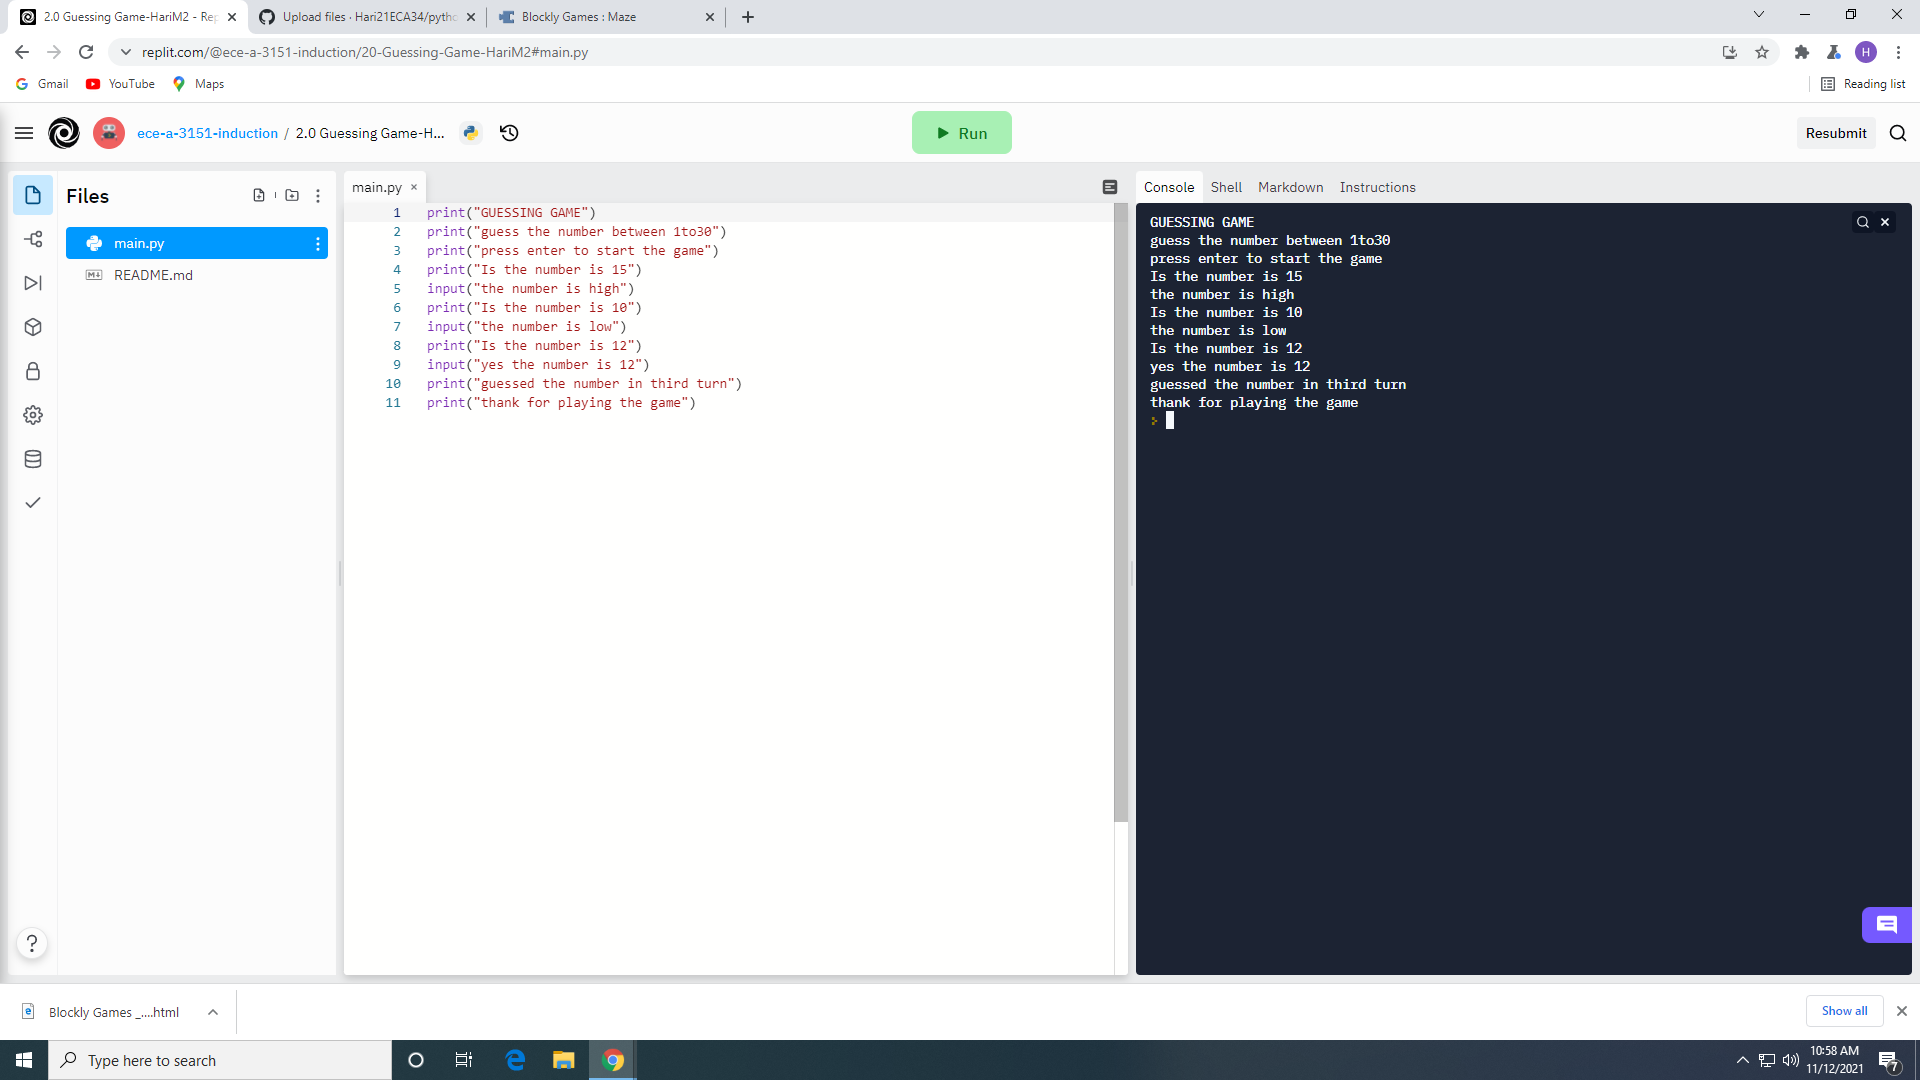 2.0 Guessing Game-HariM2 - Rep
Upload files · Hari21ECA34/pytho
Blockly Games : Maze
replit.com/@ece-a-3151-induction/20-Guessing-Game-HariM2#main.py
H
Gmail
YouTube
Maps
Reading list
ece-a-3151-induction / 2.0 Guessing Game-H...
Run
Resubmit
Files
main.py
README.md
main.py
1 print("GUESSING GAME")
2 print("guess the number between 1to30")
3 print("press enter to start the game")
4 print("Is the number is 15")
5 input("the number is high")
6 print("Is the number is 10")
7 input("the number is low")
8 print("Is the number is 12")
9 input("yes the number is 12")
10 print("guessed the number in third turn")
11 print("thank for playing the game")
Console Shell Markdown Instructions
GUESSING GAME
guess the number between 1to30
press enter to start the game
Is the number is 15
the number is high
Is the number is 10
the number is low
Is the number is 12
yes the number is 12
guessed the number in third turn
thank for playing the game
?
Blockly Games _....html
Show all
Type here to search
10:58 AM
11/12/2021
7